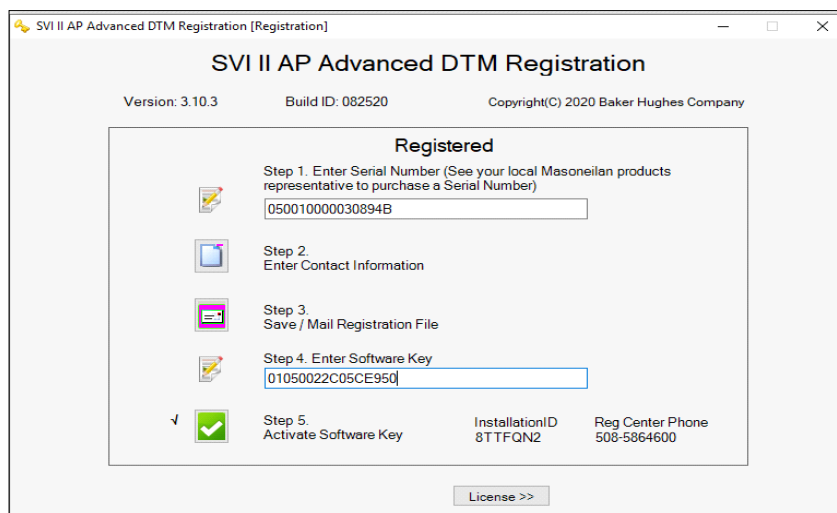 SVI II AP Advanced DTM Registration [Registration]
SVI II AP Advanced DTM Registration
Version: 3.10.3 Build ID: 082520 Copyright(C) 2020 Baker Hughes Company
Registered
Step 1. Enter Serial Number (See your local Masoneilan products
representative to purchase a Serial Number)
050010000030894B
Step 2.
Enter Contact Information
Step 3.
Save / Mail Registration File
Step 4. Enter Software Key
01050022C05CE950
√ Step 5. InstallationID Reg Center Phone
Activate Software Key 8TTFQN2 508-5864600
License >>